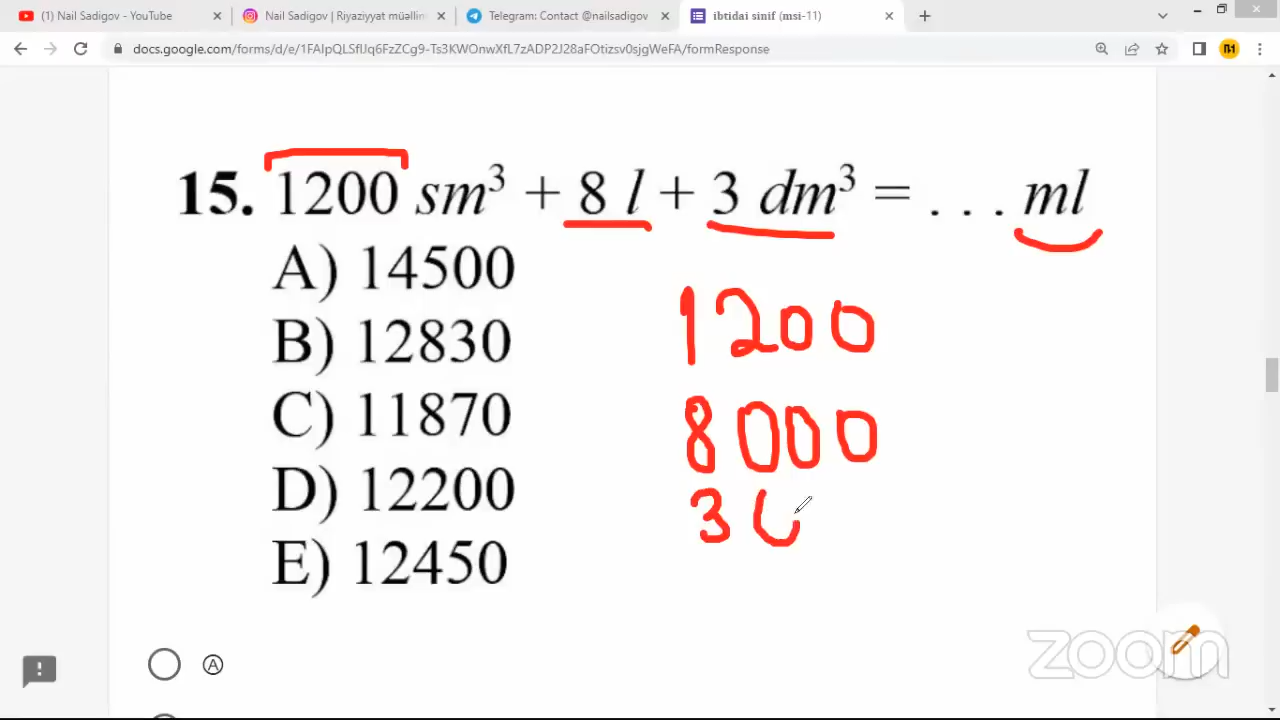 (1) Nail Sadigov - YouTube
Nail Sadigov | Riyaziyyat müəllim
Telegram: Contact @nailsadigov
ibtidai sinif (msi-11)
docs.google.com/forms/d/e/1FAIpQLSfIJq6FzZCg9-Ts3KWOnwXfL7zADP2J28aFOtizsv0sjgWeFA/formResponse
15. 1200 sm³ + 8 l + 3 dm³ = . . . ml
A) 14500
B) 12830
C) 11870
D) 12200
E) 12450
1200
8000
3
A
zoom